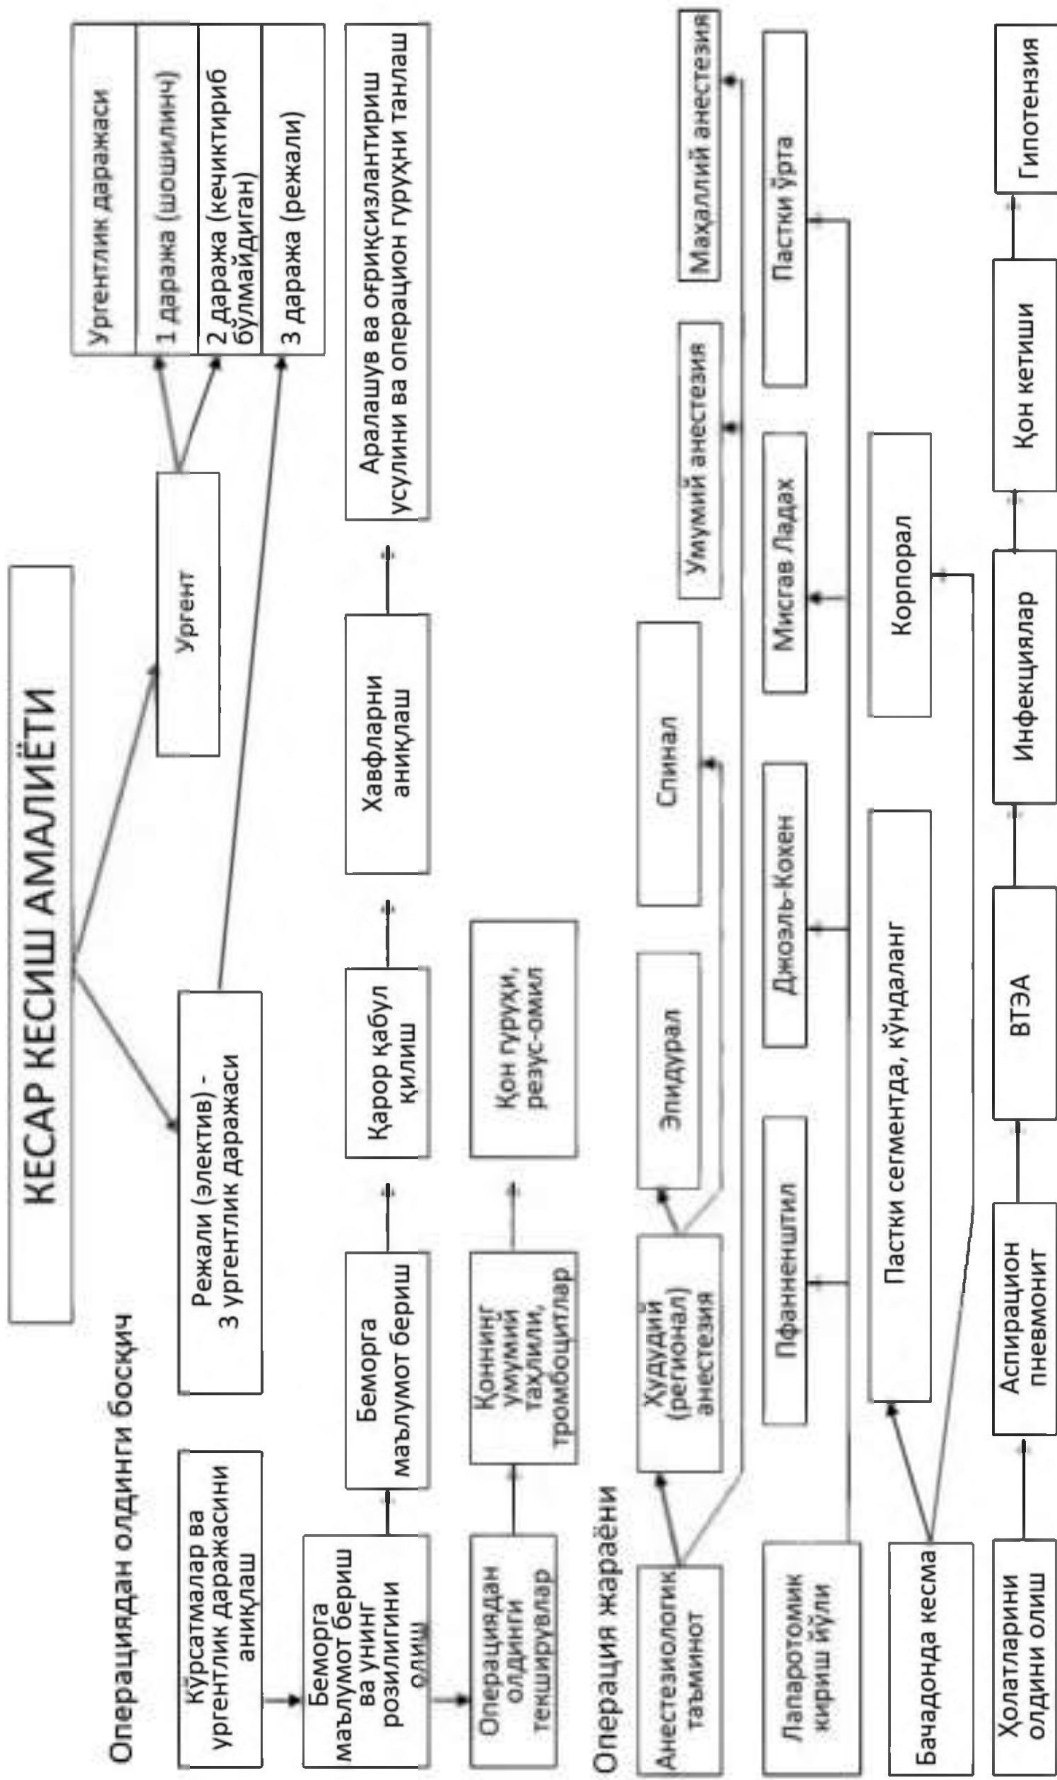 КЕСАР КЕСИШ АМАЛИЁТИ
Операциядан олдинги босқич
Кўрсатмалар ва
ургентлик даражасини
аниқлаш
Режали (электив) -
3 ургентлик даражаси
Ургент
Ургентлик даражаси
1 даража (шошилинч)
2 даража (кечиктириб
бўлмайдиган)
3 даража (режали)
Беморга
маълумот бериш
ва унинг
розилигини
олиш
Беморга
маълумот бериш
Қарор қабул
қилиш
Хавфларни
аниқлаш
Аралашув ва оғриқсизлантириш
усулини ва операцион гуруҳни танлаш
Операциядан
олдинги
текширувлар
Қоннинг
умумий
таҳлили,
тромбоцитлар
Қон гуруҳи,
резус-омил
Операция жараёни
Анестезиологик
таъминот
Ҳудудий
(регионал)
анестезия
Эпидурал
Спинал
Умумий анестезия
Маҳаллий анестезия
Лапаротомик
кириш йўли
Пфанненштил
Джоэль-Кохен
Мисгав Ладах
Пастки ўрта
Бачадонда кесма
Пастки сегментда, кўндаланг
Корпорал
Ҳолатларини
олдини олиш
Аспирацион
пневмонит
ВТЭА
Инфекциялар
Қон кетиши
Гипотензия